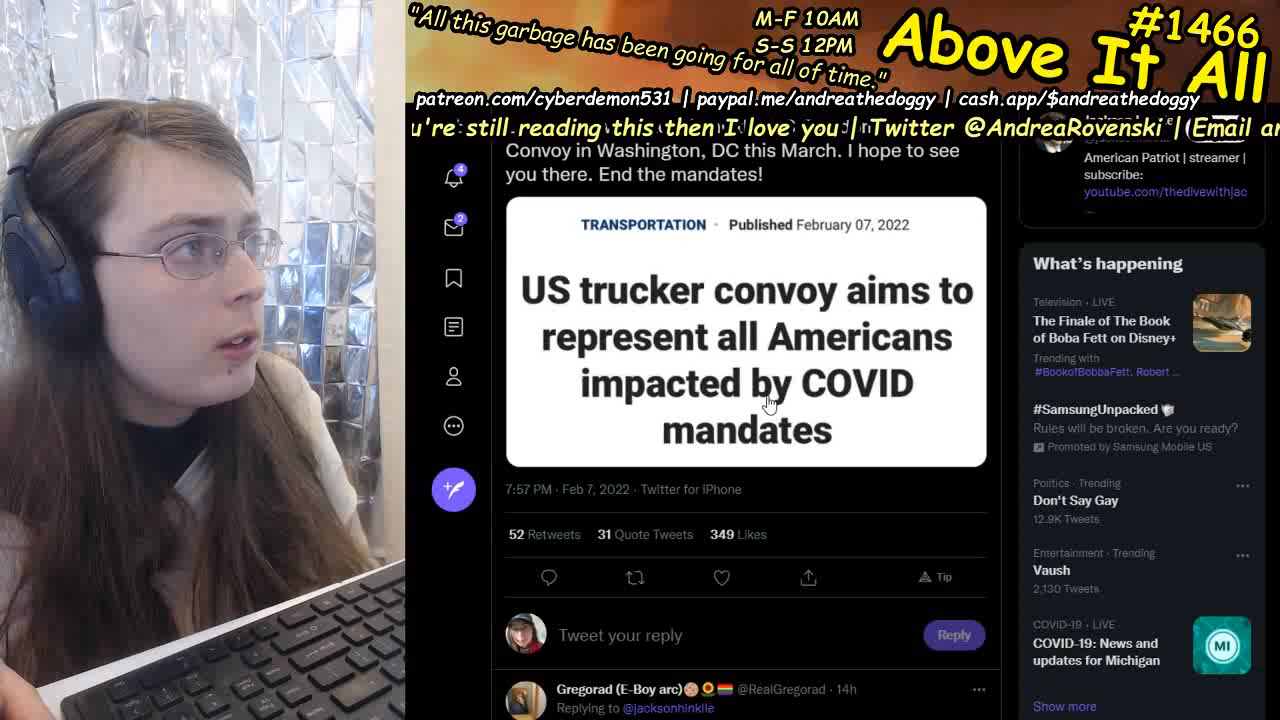 "All this garbage has been going for all of time."
M-F 10AM
S-S 12PM
Above It All
#1466
patreon.com/cyberdemon531 | paypal.me/andreathedoggy | cash.app/$andreathedoggy
u're still reading this then I love you | Twitter @AndreaRovenski | (Email
Convoy in Washington, DC this March. I hope to see
you there. End the mandates!
TRANSPORTATION · Published February 07, 2022
US trucker convoy aims to
represent all Americans
impacted by COVID
mandates
7:57 PM · Feb 7, 2022 · Twitter for iPhone
52 Retweets 31 Quote Tweets 349 Likes
Tip
Tweet your reply
Reply
Gregorad (E-Boy arc) @RealGregorad · 14h
Replying to @jacksonhinklle
4
2
American Patriot | streamer |
subscribe:
youtube.com/thedivewithjac
...
What's happening
Television · LIVE
The Finale of The Book
of Boba Fett on Disney+
Trending with
#BookofBobbaFett, Robert ...
#SamsungUnpacked
Rules will be broken. Are you ready?
Promoted by Samsung Mobile US
Politics · Trending
Don't Say Gay
12.9K Tweets
Entertainment · Trending
Vaush
2,130 Tweets
COVID-19 · LIVE
COVID-19: News and
updates for Michigan
MI
Show more